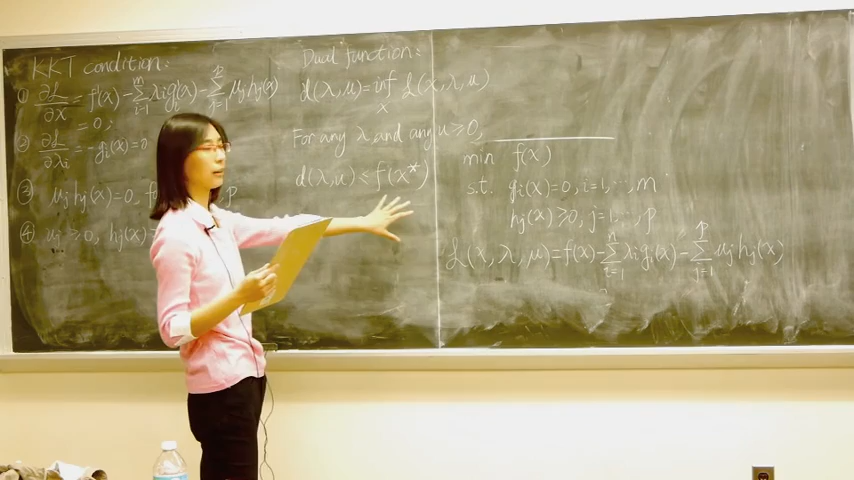 KKT condition:
① ∂L/∂x = f'(x) - Σ_{i=1}^{m} λi g'i(x) - Σ_{j=1}^{p} μj h'j(x)
= 0;
② ∂L/∂λi = -gi(x) = 0
③ μj hj(x) = 0, p
④ μj ≥ 0, hj(x)
Dual function:
d(λ,μ) = inf_x L(x,λ,μ)
For any λ and any μ ≥ 0,
d(λ,μ) ≤ f(x*)
min f(x)
s.t. gi(x) = 0, i=1,...,m
hj(x) ≥ 0, j=1,...,p
L(x, λ, μ) = f(x) - Σ_{i=1}^{m} λi gi(x) - Σ_{j=1}^{p} μj hj(x)